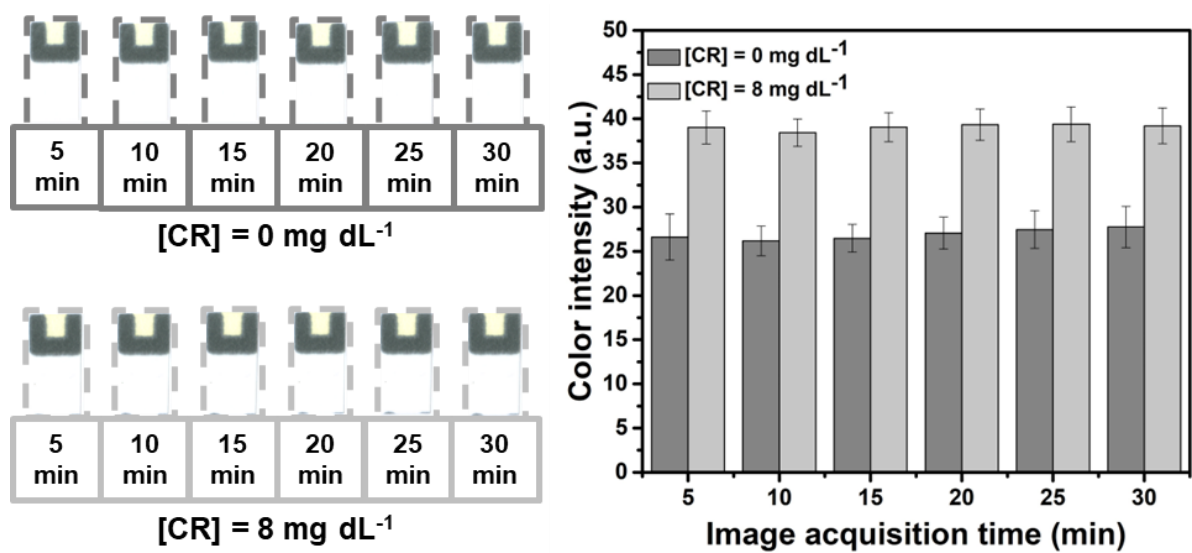 5 min
10 min
15 min
20 min
25 min
30 min
[CR] = 0 mg dL-1
5 min
10 min
15 min
20 min
25 min
30 min
[CR] = 8 mg dL-1
50
45
40
35
30
25
20
15
10
5
0
Color intensity (a.u.)
[CR] = 0 mg dL-1
[CR] = 8 mg dL-1
5 10 15 20 25 30
Image acquisition time (min)